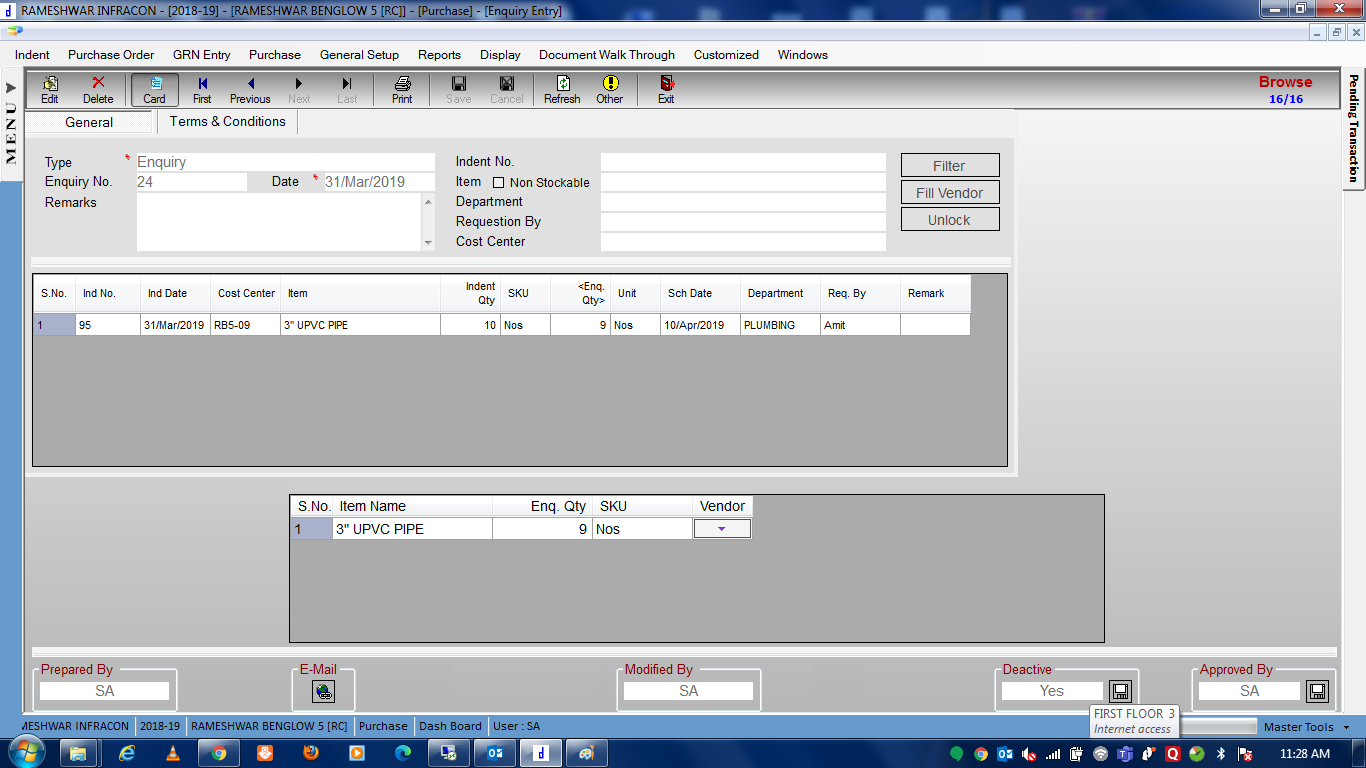 RAMESHWAR INFRACON - [2018-19] - [RAMESHWAR BENGLOW 5 [RC]] - [Purchase] - [Enquiry Entry]
Indent Purchase Order GRN Entry Purchase General Setup Reports Display Document Walk Through Customized Windows
MENU
Edit Delete Card First Previous Next Last Print Save Cancel Refresh Other Exit
Browse
16/16
Pending Transaction
General Terms & Conditions
Type * Enquiry Indent No. Filter
Enquiry No. 24 Date * 31/Mar/2019 Item Non Stockable Fill Vendor
Remarks Department
Requestion By Unlock
Cost Center
S.No. Ind No. Ind Date Cost Center Item Indent Qty SKU <Enq. Qty> Unit Sch Date Department Req. By Remark
1 95 31/Mar/2019 RB5-09 3" UPVC PIPE 10 Nos 9 Nos 10/Apr/2019 PLUMBING Amit
S.No. Item Name Enq. Qty SKU Vendor
1 3" UPVC PIPE 9 Nos
Prepared By E-Mail Modified By Deactive Approved By
SA SA Yes SA
FIRST FLOOR 3
Internet access
MESHWAR INFRACON 2018-19 RAMESHWAR BENGLOW 5 [RC] Purchase Dash Board User : SA Master Tools
11:28 AM